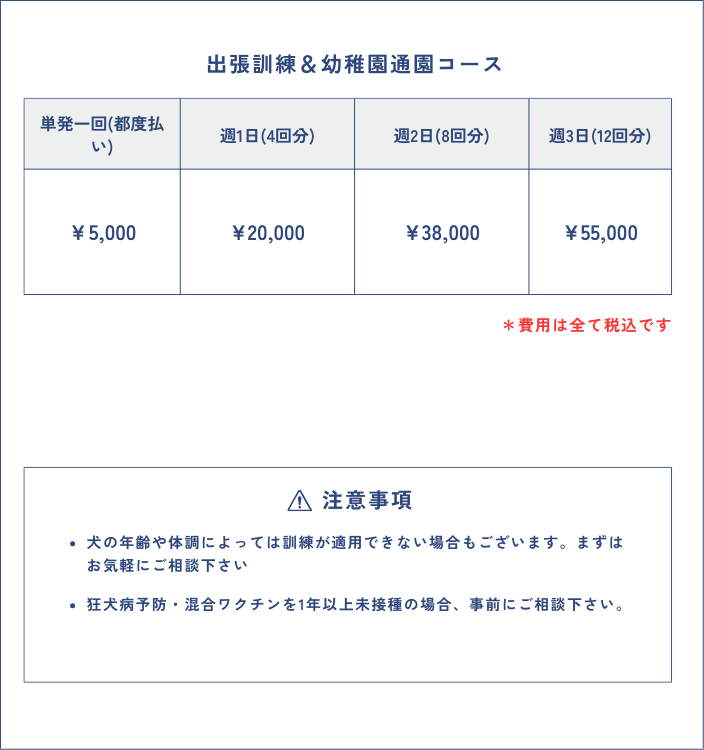 出張訓練＆幼稚園通園コース
単発一回(都度払
い)
週1日(4回分)
週2日(8回分)
週3日(12回分)
￥5,000
￥20,000
￥38,000
￥55,000
＊費用は全て税込です
注意事項
• 犬の年齢や体調によっては訓練が適用できない場合もございます。まずは
お気軽にご相談下さい
• 狂犬病予防・混合ワクチンを1年以上未接種の場合、事前にご相談下さい。